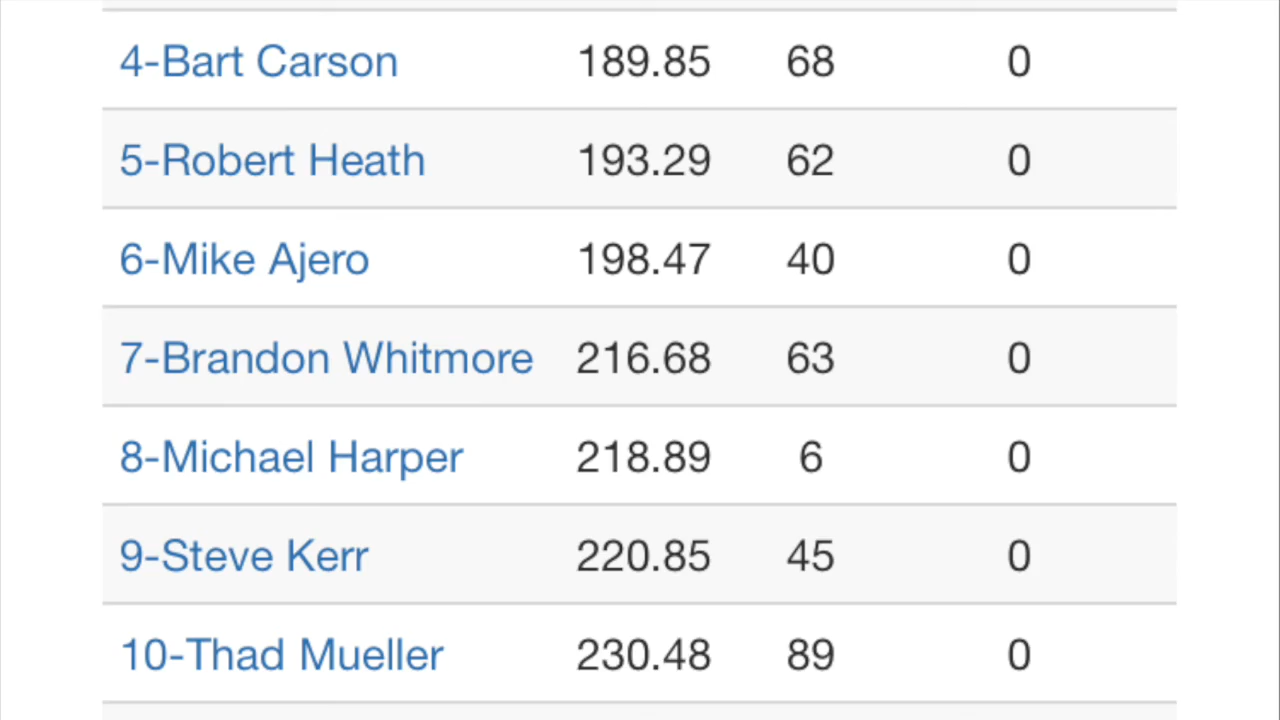 4-Bart Carson 189.85 68 0
5-Robert Heath 193.29 62 0
6-Mike Ajero 198.47 40 0
7-Brandon Whitmore 216.68 63 0
8-Michael Harper 218.89 6 0
9-Steve Kerr 220.85 45 0
10-Thad Mueller 230.48 89 0